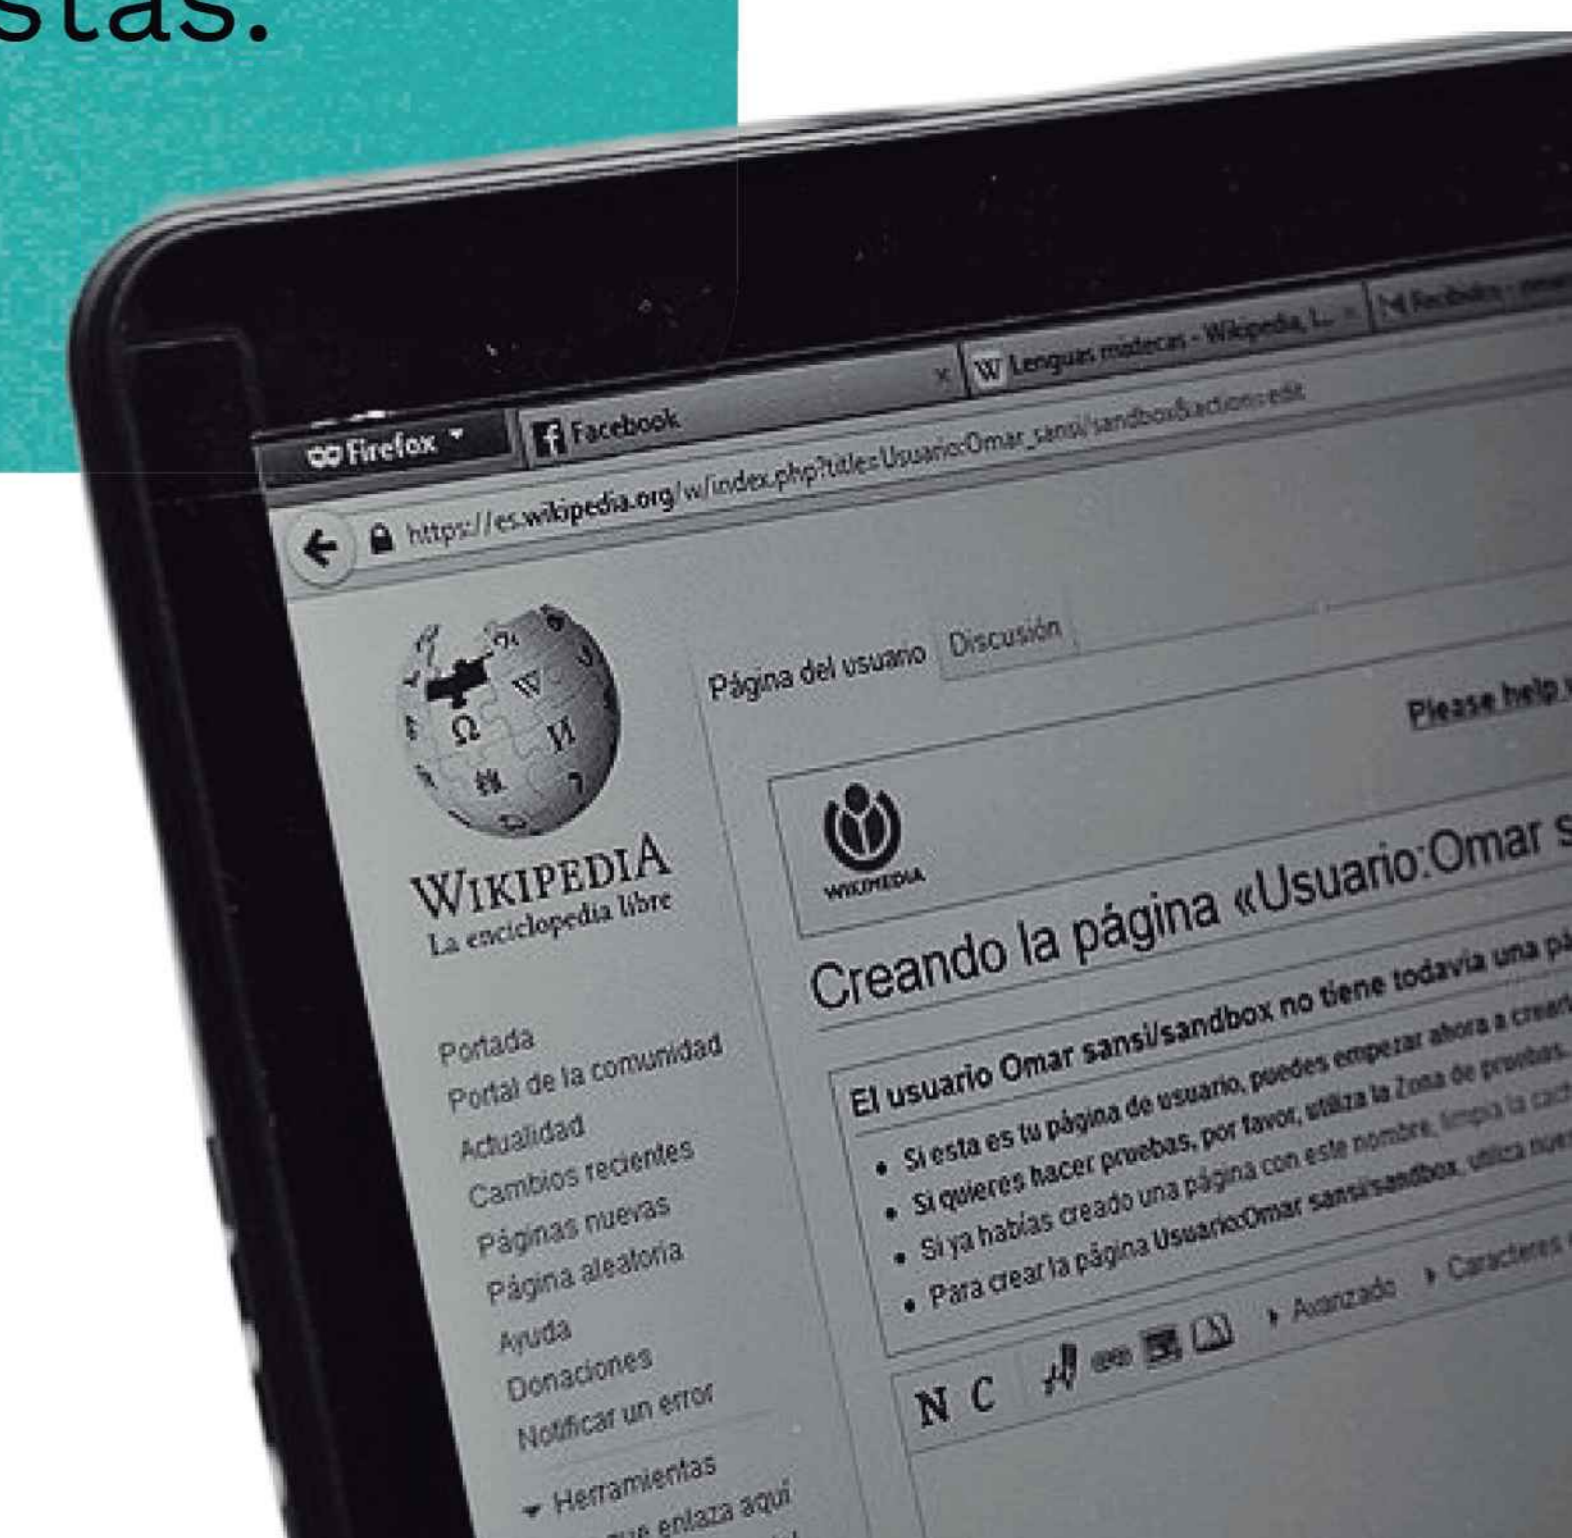 stas.
Firefox
Facebook
Lenguas modernas - Wikipedia, L...
https://es.wikipedia.org/w/index.php?title=Usuario:Omar_sansi/sandbox&action=edit
Página del usuario Discusión
Please help
WIKIMEDIA
WIKIPEDIA
La enciclopedia libre
Creando la página «Usuario:Omar s
El usuario Omar sansi/sandbox no tiene todavía una pá
Si esta es tu página de usuario, puedes empezar ahora a crear
Si quieres hacer pruebas, por favor, utiliza la Zona de pruebas.
Si ya habías creado una página con este nombre, limpia la cach
Para crear la página Usuario:Omar sansi/sandbox, utiliza nues
N C
Avanzado
Caracteres
Portada
Portal de la comunidad
Actualidad
Cambios recientes
Páginas nuevas
Página aleatoria
Ayuda
Donaciones
Notificar un error
Herramientas
que enlaza aquí